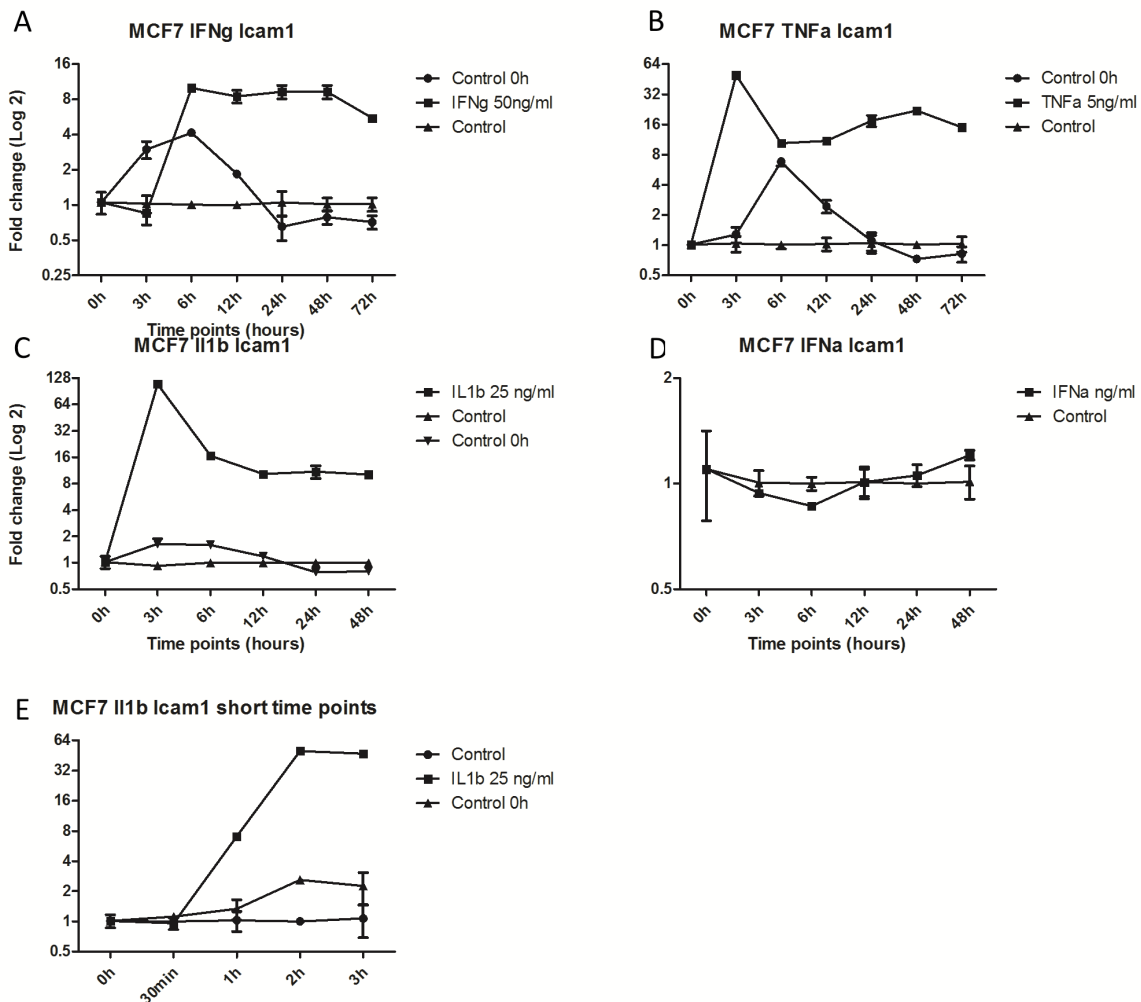 A
MCF7 IFNg Icam1
Fold change (Log 2)
16
8
4
2
1
0.5
0.25
0h
3h
6h
12h
24h
48h
72h
Time points (hours)
Control 0h
IFNg 50ng/ml
Control
B
MCF7 TNFa Icam1
64
32
16
8
4
2
1
0.5
0h
3h
6h
12h
24h
48h
72h
Control 0h
TNFa 5ng/ml
Control
C
MCF7 Il1b Icam1
Fold change (Log 2)
128
64
32
16
8
4
2
1
0.5
0h
3h
6h
12h
24h
48h
Time points (hours)
IL1b 25 ng/ml
Control
Control 0h
D
MCF7 IFNa Icam1
2
1
0.5
0h
3h
6h
12h
24h
48h
Time points (hours)
IFNa ng/ml
Control
E
MCF7 Il1b Icam1 short time points
64
32
16
8
4
2
1
0.5
0h
30min
1h
2h
3h
Control
IL1b 25 ng/ml
Control 0h